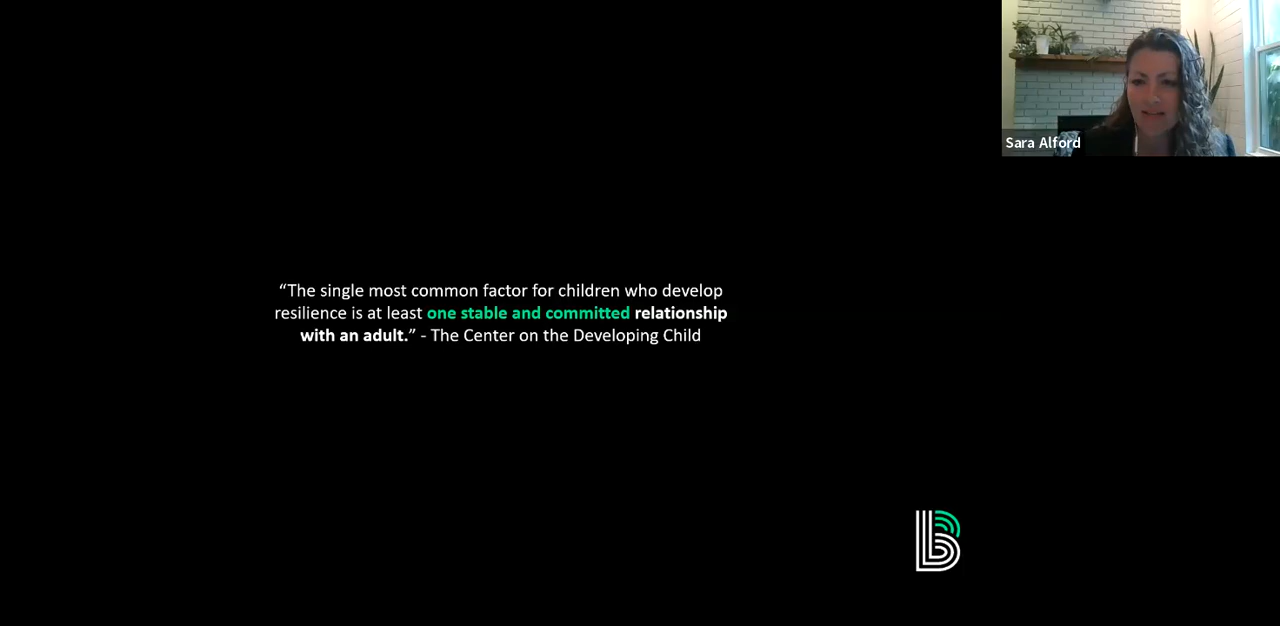 Sara Alford
“The single most common factor for children who develop
resilience is at least one stable and committed relationship
with an adult.” - The Center on the Developing Child